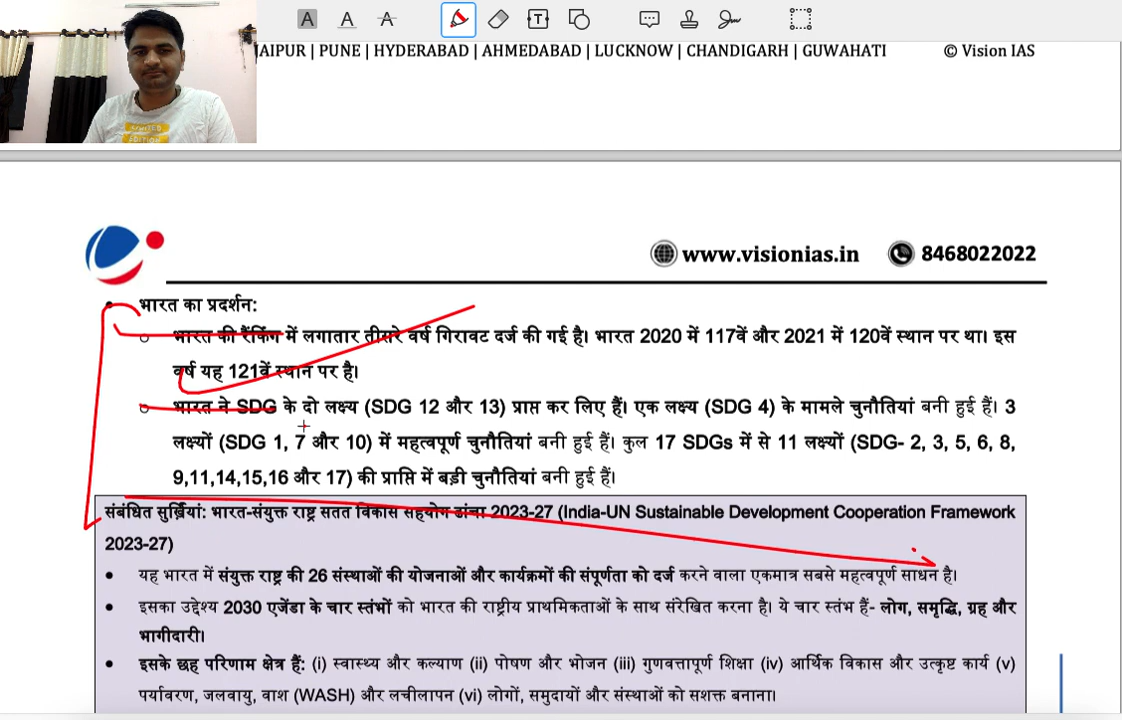 JAIPUR | PUNE | HYDERABAD | AHMEDABAD | LUCKNOW | CHANDIGARH | GUWAHATI © Vision IAS
www.visionias.in 8468022022
• भारत का प्रदर्शन:
o भारत की रैंकिंग में लगातार तीसरे वर्ष गिरावट दर्ज की गई है। भारत 2020 में 117वें और 2021 में 120वें स्थान पर था। इस
वर्ष यह 121वें स्थान पर है।
o भारत ने SDG के दो लक्ष्य (SDG 12 और 13) प्राप्त कर लिए हैं। एक लक्ष्य (SDG 4) के मामले चुनौतियां बनी हुई हैं। 3
लक्ष्यों (SDG 1, 7 और 10) में महत्वपूर्ण चुनौतियां बनी हुई हैं। कुल 17 SDGs में से 11 लक्ष्यों (SDG- 2, 3, 5, 6, 8,
9,11,14,15,16 और 17) की प्राप्ति में बड़ी चुनौतियां बनी हुई हैं।
संबंधित सुर्ख़ियां: भारत-संयुक्त राष्ट्र सतत विकास सहयोग ढांचा 2023-27 (India-UN Sustainable Development Cooperation Framework
2023-27)
• यह भारत में संयुक्त राष्ट्र की 26 संस्थाओं की योजनाओं और कार्यक्रमों की संपूर्णता को दर्ज करने वाला एकमात्र सबसे महत्वपूर्ण साधन है।
• इसका उद्देश्य 2030 एजेंडा के चार स्तंभों को भारत की राष्ट्रीय प्राथमिकताओं के साथ संरेखित करना है। ये चार स्तंभ हैं- लोग, समृद्धि, ग्रह और
भागीदारी।
• इसके छह परिणाम क्षेत्र हैं: (i) स्वास्थ्य और कल्याण (ii) पोषण और भोजन (iii) गुणवत्तापूर्ण शिक्षा (iv) आर्थिक विकास और उत्कृष्ट कार्य (v)
पर्यावरण, जलवायु, वाश (WASH) और लचीलापन (vi) लोगों, समुदायों और संस्थाओं को सशक्त बनाना।